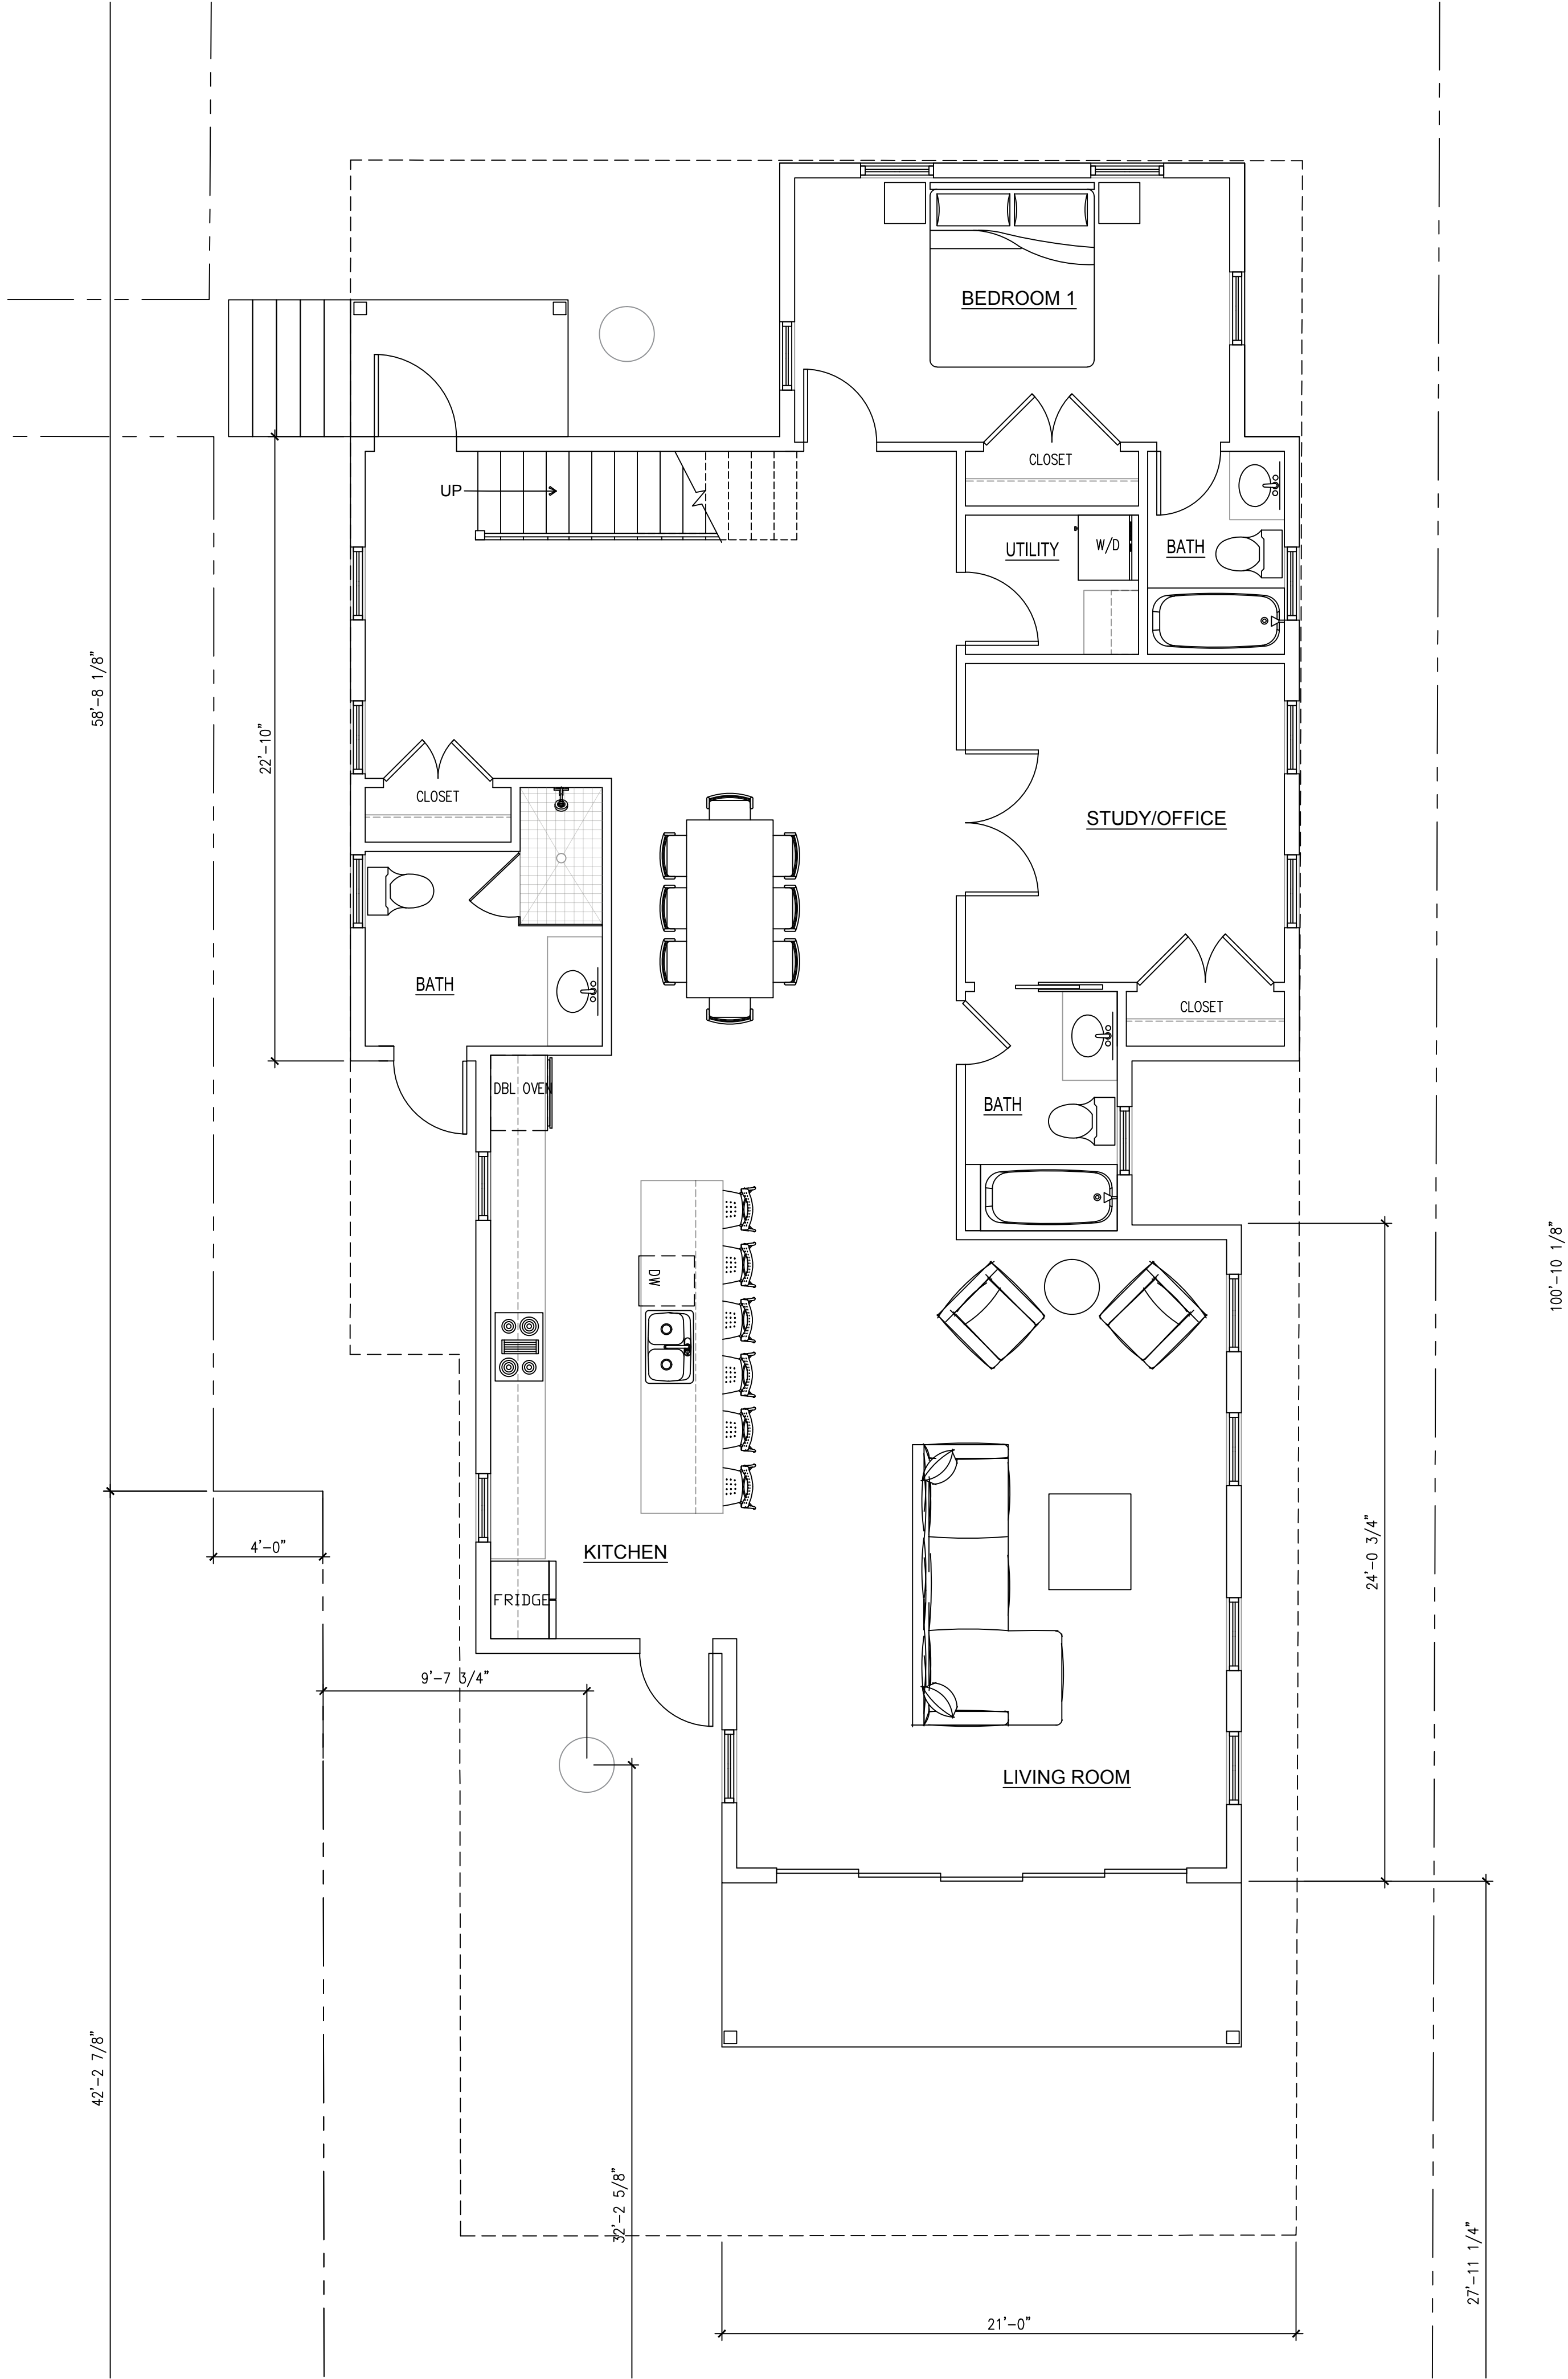 BEDROOM 1
CLOSET
UP
UTILITY
W/D
BATH
58'-8 1/8"
22'-10"
CLOSET
STUDY/OFFICE
BATH
CLOSET
DBL OVEN
BATH
100'-10 1/8"
DW
4'-0"
KITCHEN
24'-0 3/4"
FRIDGE
9'-7 3/4"
LIVING ROOM
42'-2 7/8"
32'-2 5/8"
27'-11 1/4"
21'-0"